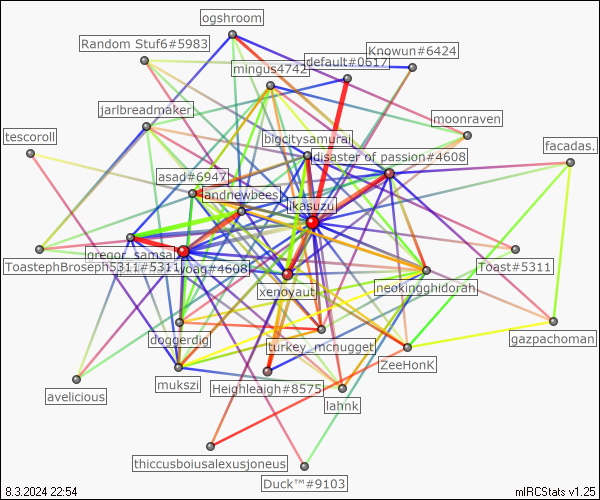 ogshroom
Random Stuf6#5983
Knowun#6424
default#0617
mingus4742
jarlbreadmaker
moonraven
tescoroll
bigcitysamurai
facadas.
disaster of passion#4608
asad#6947
andrewbees
ikasuzu
gregor_samsa
ToastephBroseph5311#5311
yoag#4608
Toast#5311
xenoyaut
neokingghidorah
doggerdig
turkey_mcnugget
gazpachoman
ZeeHonK
mukszi
Heighleigh#8575
avelicious
lahnk
thiccusboiusalexusjoneus
Duck™#9103
8.3.2024 22:54
mIRCStats v1.25